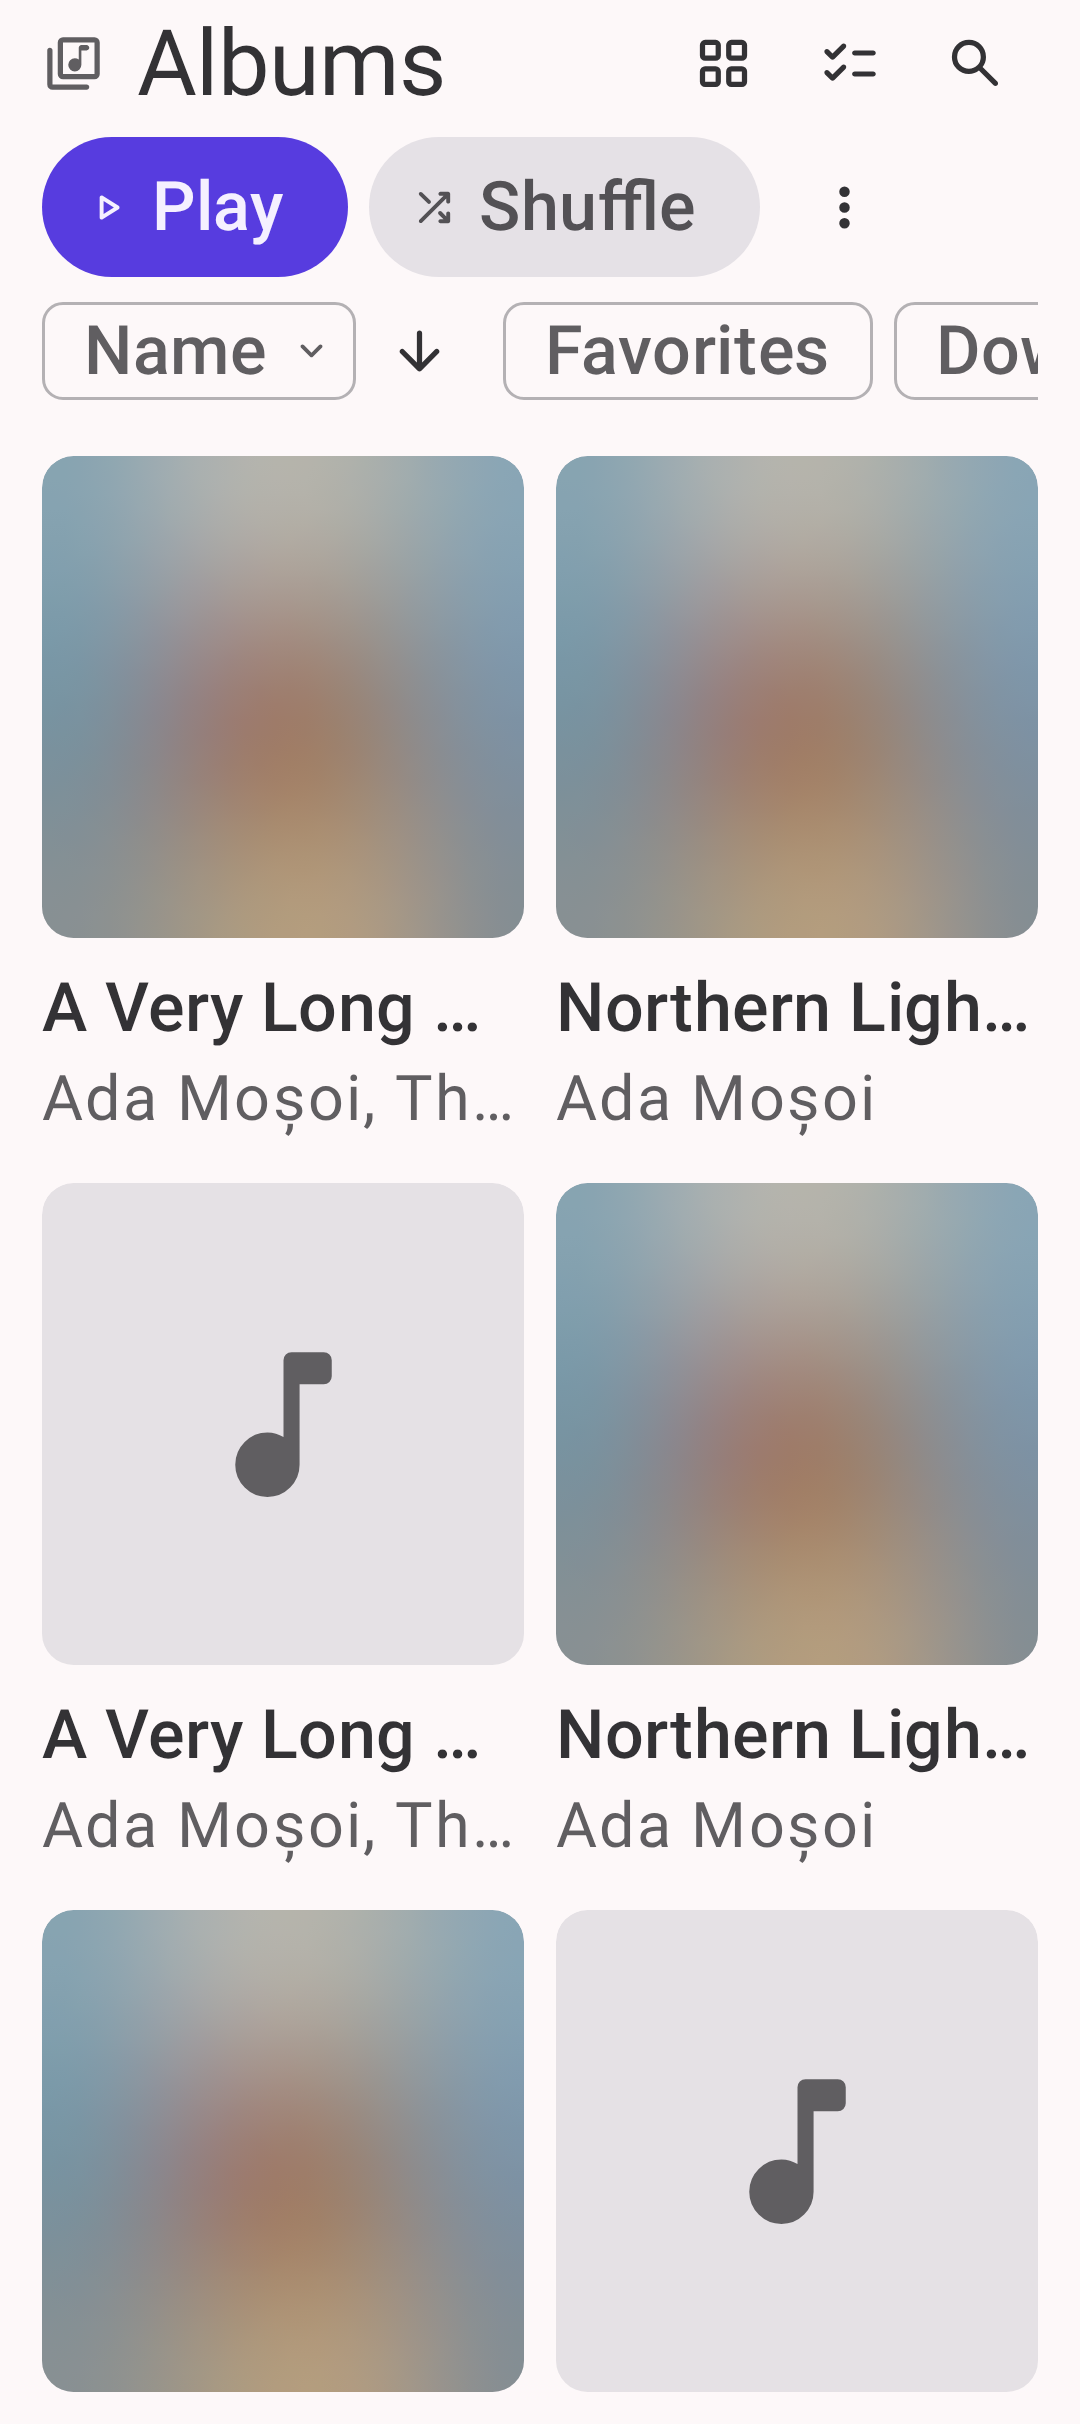 Albums
Play
Shuffle
Name
Favorites
Dow
A Very Long …
Northern Ligh…
Ada Moșoi, Th…
Ada Moșoi
A Very Long …
Northern Ligh…
Ada Moșoi, Th…
Ada Moșoi